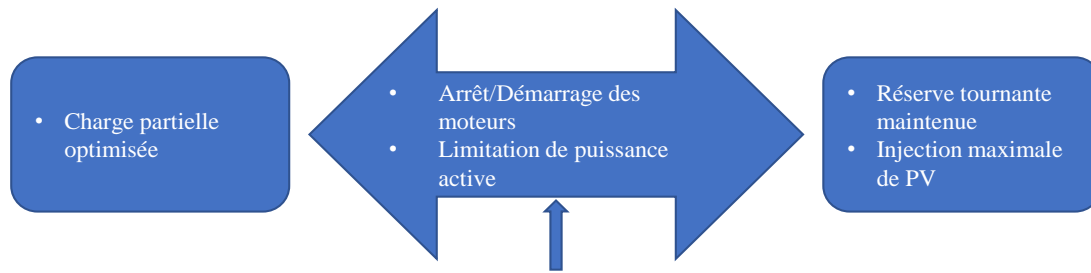 • Charge partielle
optimisée
• Arrêt/Démarrage des
moteurs
• Limitation de puissance
active
• Réserve tournante
maintenue
• Injection maximale
de PV